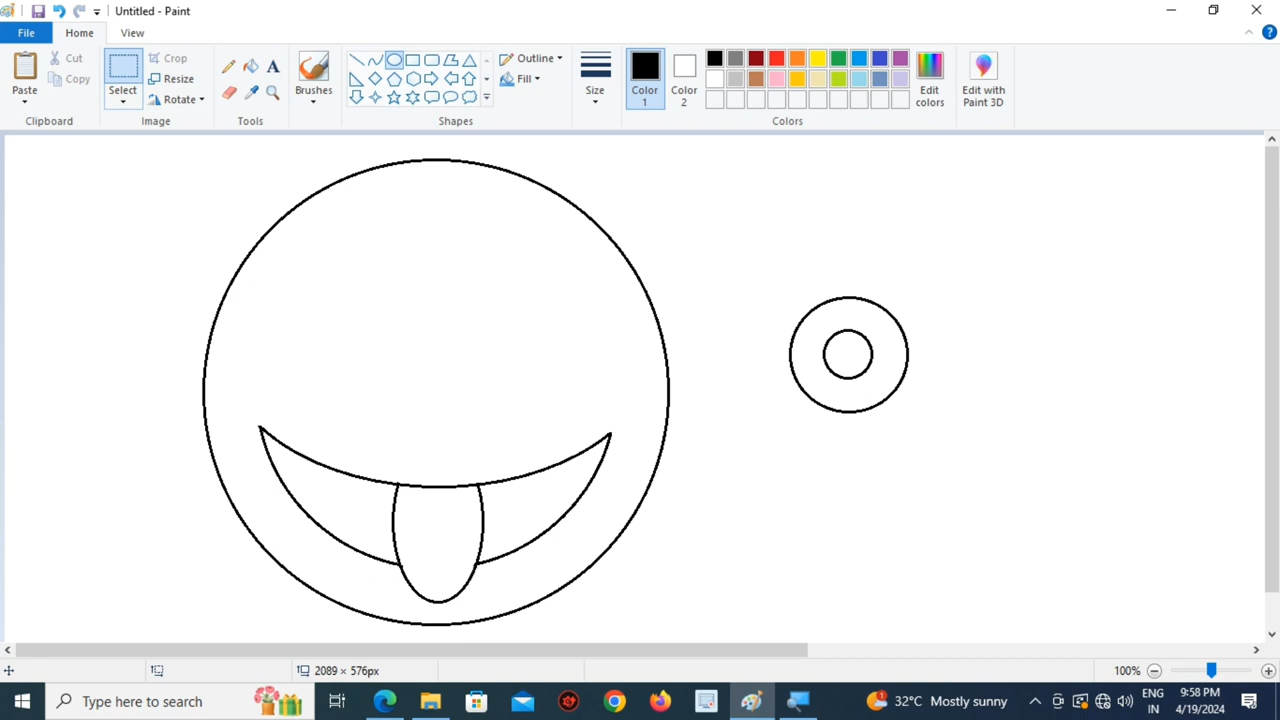 Untitled - Paint
File Home View
Paste
Cut
Copy
Clipboard
Select
Crop
Resize
Rotate
Image
A
Tools
Brushes
Outline
Fill
Shapes
Size
Color 1
Color 2
Edit colors
Colors
Edit with Paint 3D
2089 × 576px
100%
Type here to search
1
32°C Mostly sunny
ENG
IN
9:58 PM
4/19/2024